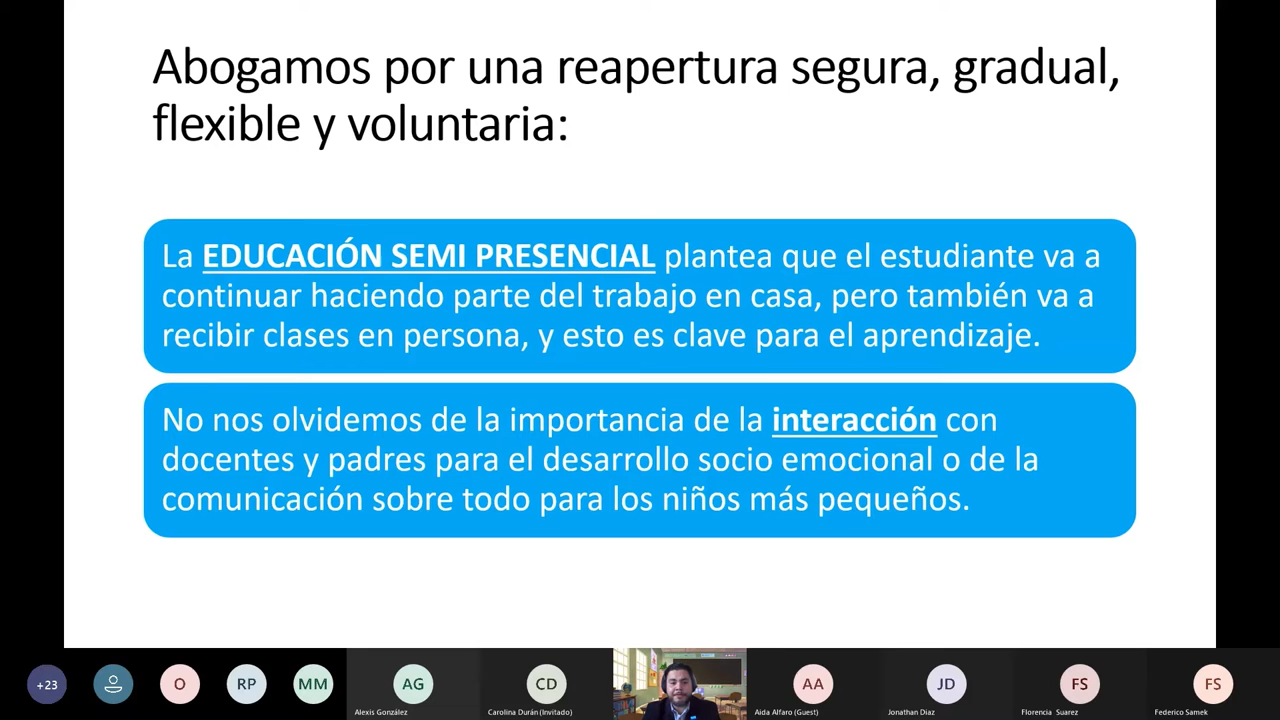 Abogamos por una reapertura segura, gradual,
flexible y voluntaria:
La EDUCACIÓN SEMI PRESENCIAL plantea que el estudiante va a
continuar haciendo parte del trabajo en casa, pero también va a
recibir clases en persona, y esto es clave para el aprendizaje.
No nos olvidemos de la importancia de la interacción con
docentes y padres para el desarrollo socio emocional o de la
comunicación sobre todo para los niños más pequeños.
+23
O
RP
MM
AG
CD
AA
JD
FS
FS
Alexis González
Carolina Durán (Invitado)
Aida Alfaro (Guest)
Jonathan Diaz
Florencia Suarez
Federico Samek